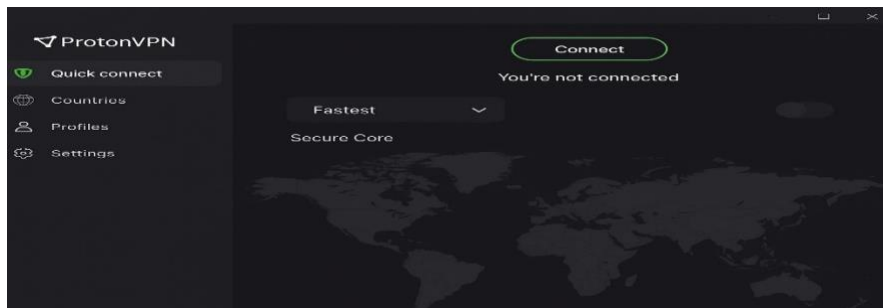 ProtonVPN
Quick connect
Countries
Profiles
Settings
Connect
You're not connected
Fastest
Secure Core